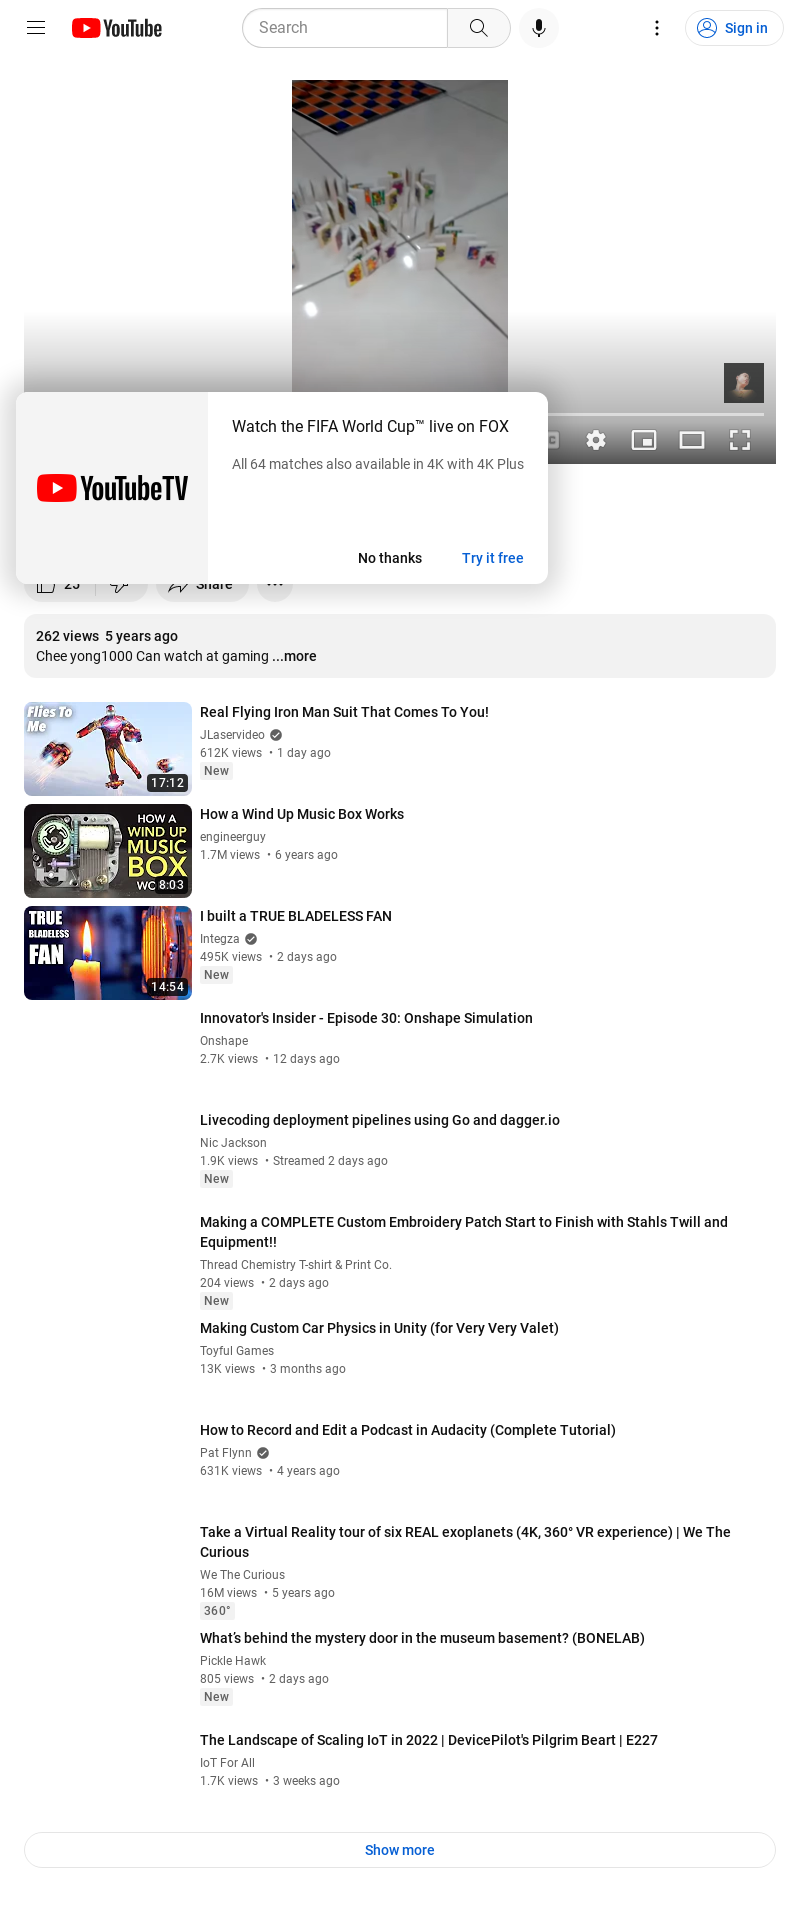 YouTube
Search
Sign in
Watch the FIFA World Cup™ live on FOX
All 64 matches also available in 4K with 4K Plus
YouTubeTV
No thanks
Try it free
25
Share
262 views 5 years ago
Chee yong1000 Can watch at gaming ...more
Flies To
Me
17:12
Real Flying Iron Man Suit That Comes To You!
JLaservideo
612K views • 1 day ago
New
HOW A
WIND UP
MUSIC
BOX
8:03
How a Wind Up Music Box Works
engineerguy
1.7M views • 6 years ago
TRUE
BLADELESS
FAN
14:54
I built a TRUE BLADELESS FAN
Integza
495K views • 2 days ago
New
Innovator's Insider - Episode 30: Onshape Simulation
Onshape
2.7K views • 12 days ago
Livecoding deployment pipelines using Go and dagger.io
Nic Jackson
1.9K views • Streamed 2 days ago
New
Making a COMPLETE Custom Embroidery Patch Start to Finish with Stahls Twill and
Equipment!!
Thread Chemistry T-shirt & Print Co.
204 views • 2 days ago
New
Making Custom Car Physics in Unity (for Very Very Valet)
Toyful Games
13K views • 3 months ago
How to Record and Edit a Podcast in Audacity (Complete Tutorial)
Pat Flynn
631K views • 4 years ago
Take a Virtual Reality tour of six REAL exoplanets (4K, 360° VR experience) | We The
Curious
We The Curious
16M views • 5 years ago
360°
What’s behind the mystery door in the museum basement? (BONELAB)
Pickle Hawk
805 views • 2 days ago
New
The Landscape of Scaling IoT in 2022 | DevicePilot's Pilgrim Beart | E227
IoT For All
1.7K views • 3 weeks ago
Show more